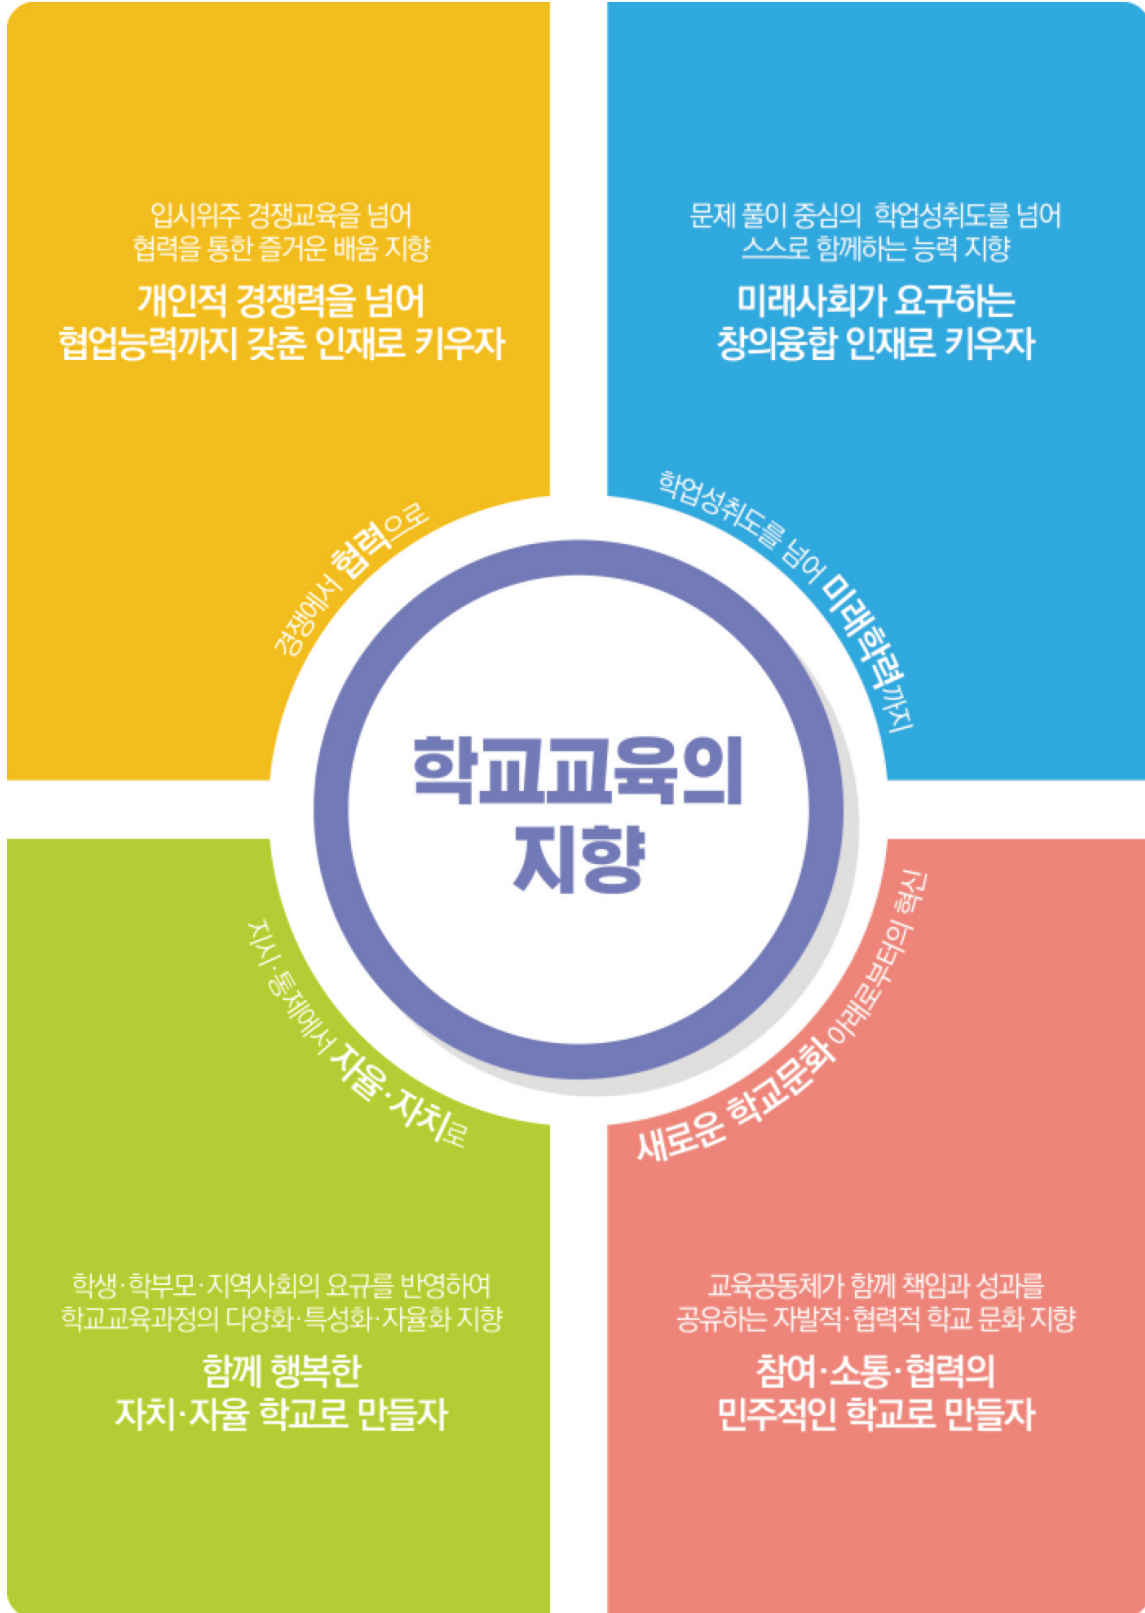 입시위주 경쟁교육을 넘어
협력을 통한 즐거운 배움 지향
개인적 경쟁력을 넘어
협업능력까지 갖춘 인재로 키우자
경쟁에서 협력으로
문제 풀이 중심의 학업성취도를 넘어
스스로 함께하는 능력 지향
미래사회가 요구하는
창의융합 인재로 키우자
학업성취도를 넘어 미래학력까지
학교교육의
지향
지시·통제에서 자율·자치로
학생·학부모·지역사회의 요규를 반영하여
학교교육과정의 다양화·특성화·자율화 지향
함께 행복한
자치·자율 학교로 만들자
새로운 학교문화 아래로부터의 혁신
교육공동체가 함께 책임과 성과를
공유하는 자발적·협력적 학교 문화 지향
참여·소통·협력의
민주적인 학교로 만들자